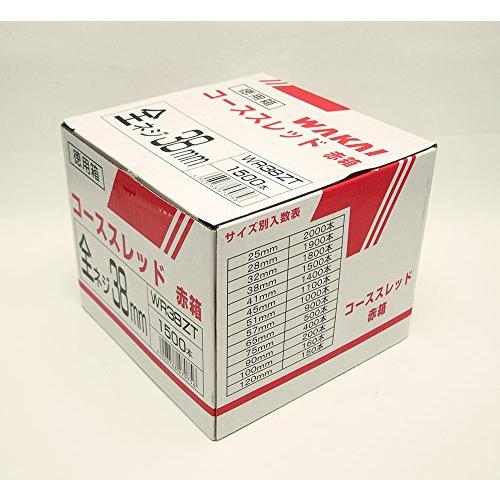 WAKAI
コーススレッド 赤箱
徳用箱
全ネジ 38mm
WR38ZT
1500本
徳用箱
コーススレッド 赤箱
全ネジ 38mm
WR38ZT
1500本
サイズ別入数表
25mm 2000本
28mm 1900本
32mm 1800本
38mm 1500本
41mm 1400本
45mm 1100本
51mm 1000本
57mm 900本
65mm 600本
75mm 400本
90mm 200本
100mm 160本
120mm 150本
コーススレッド
赤箱